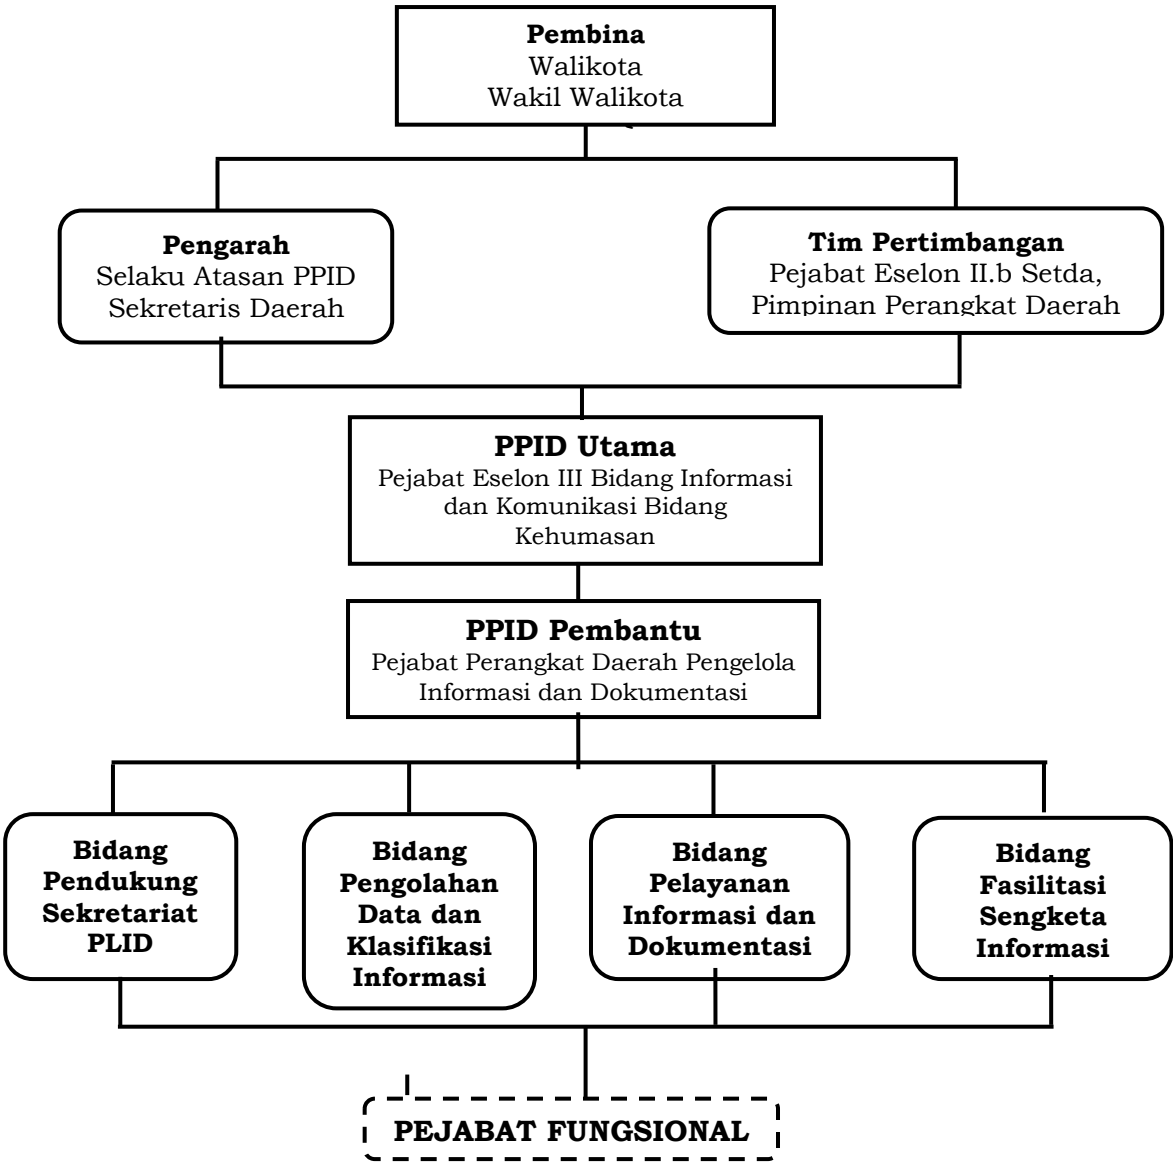 Pembina
Walikota
Wakil Walikota
Pengarah
Selaku Atasan PPID
Sekretaris Daerah
Tim Pertimbangan
Pejabat Eselon II.b Setda,
Pimpinan Perangkat Daerah
PPID Utama
Pejabat Eselon III Bidang Informasi
dan Komunikasi Bidang
Kehumasan
PPID Pembantu
Pejabat Perangkat Daerah Pengelola
Informasi dan Dokumentasi
Bidang
Pendukung
Sekretariat
PLID
Bidang
Pengolahan
Data dan
Klasifikasi
Informasi
Bidang
Pelayanan
Informasi dan
Dokumentasi
Bidang
Fasilitasi
Sengketa
Informasi
PEJABAT FUNGSIONAL